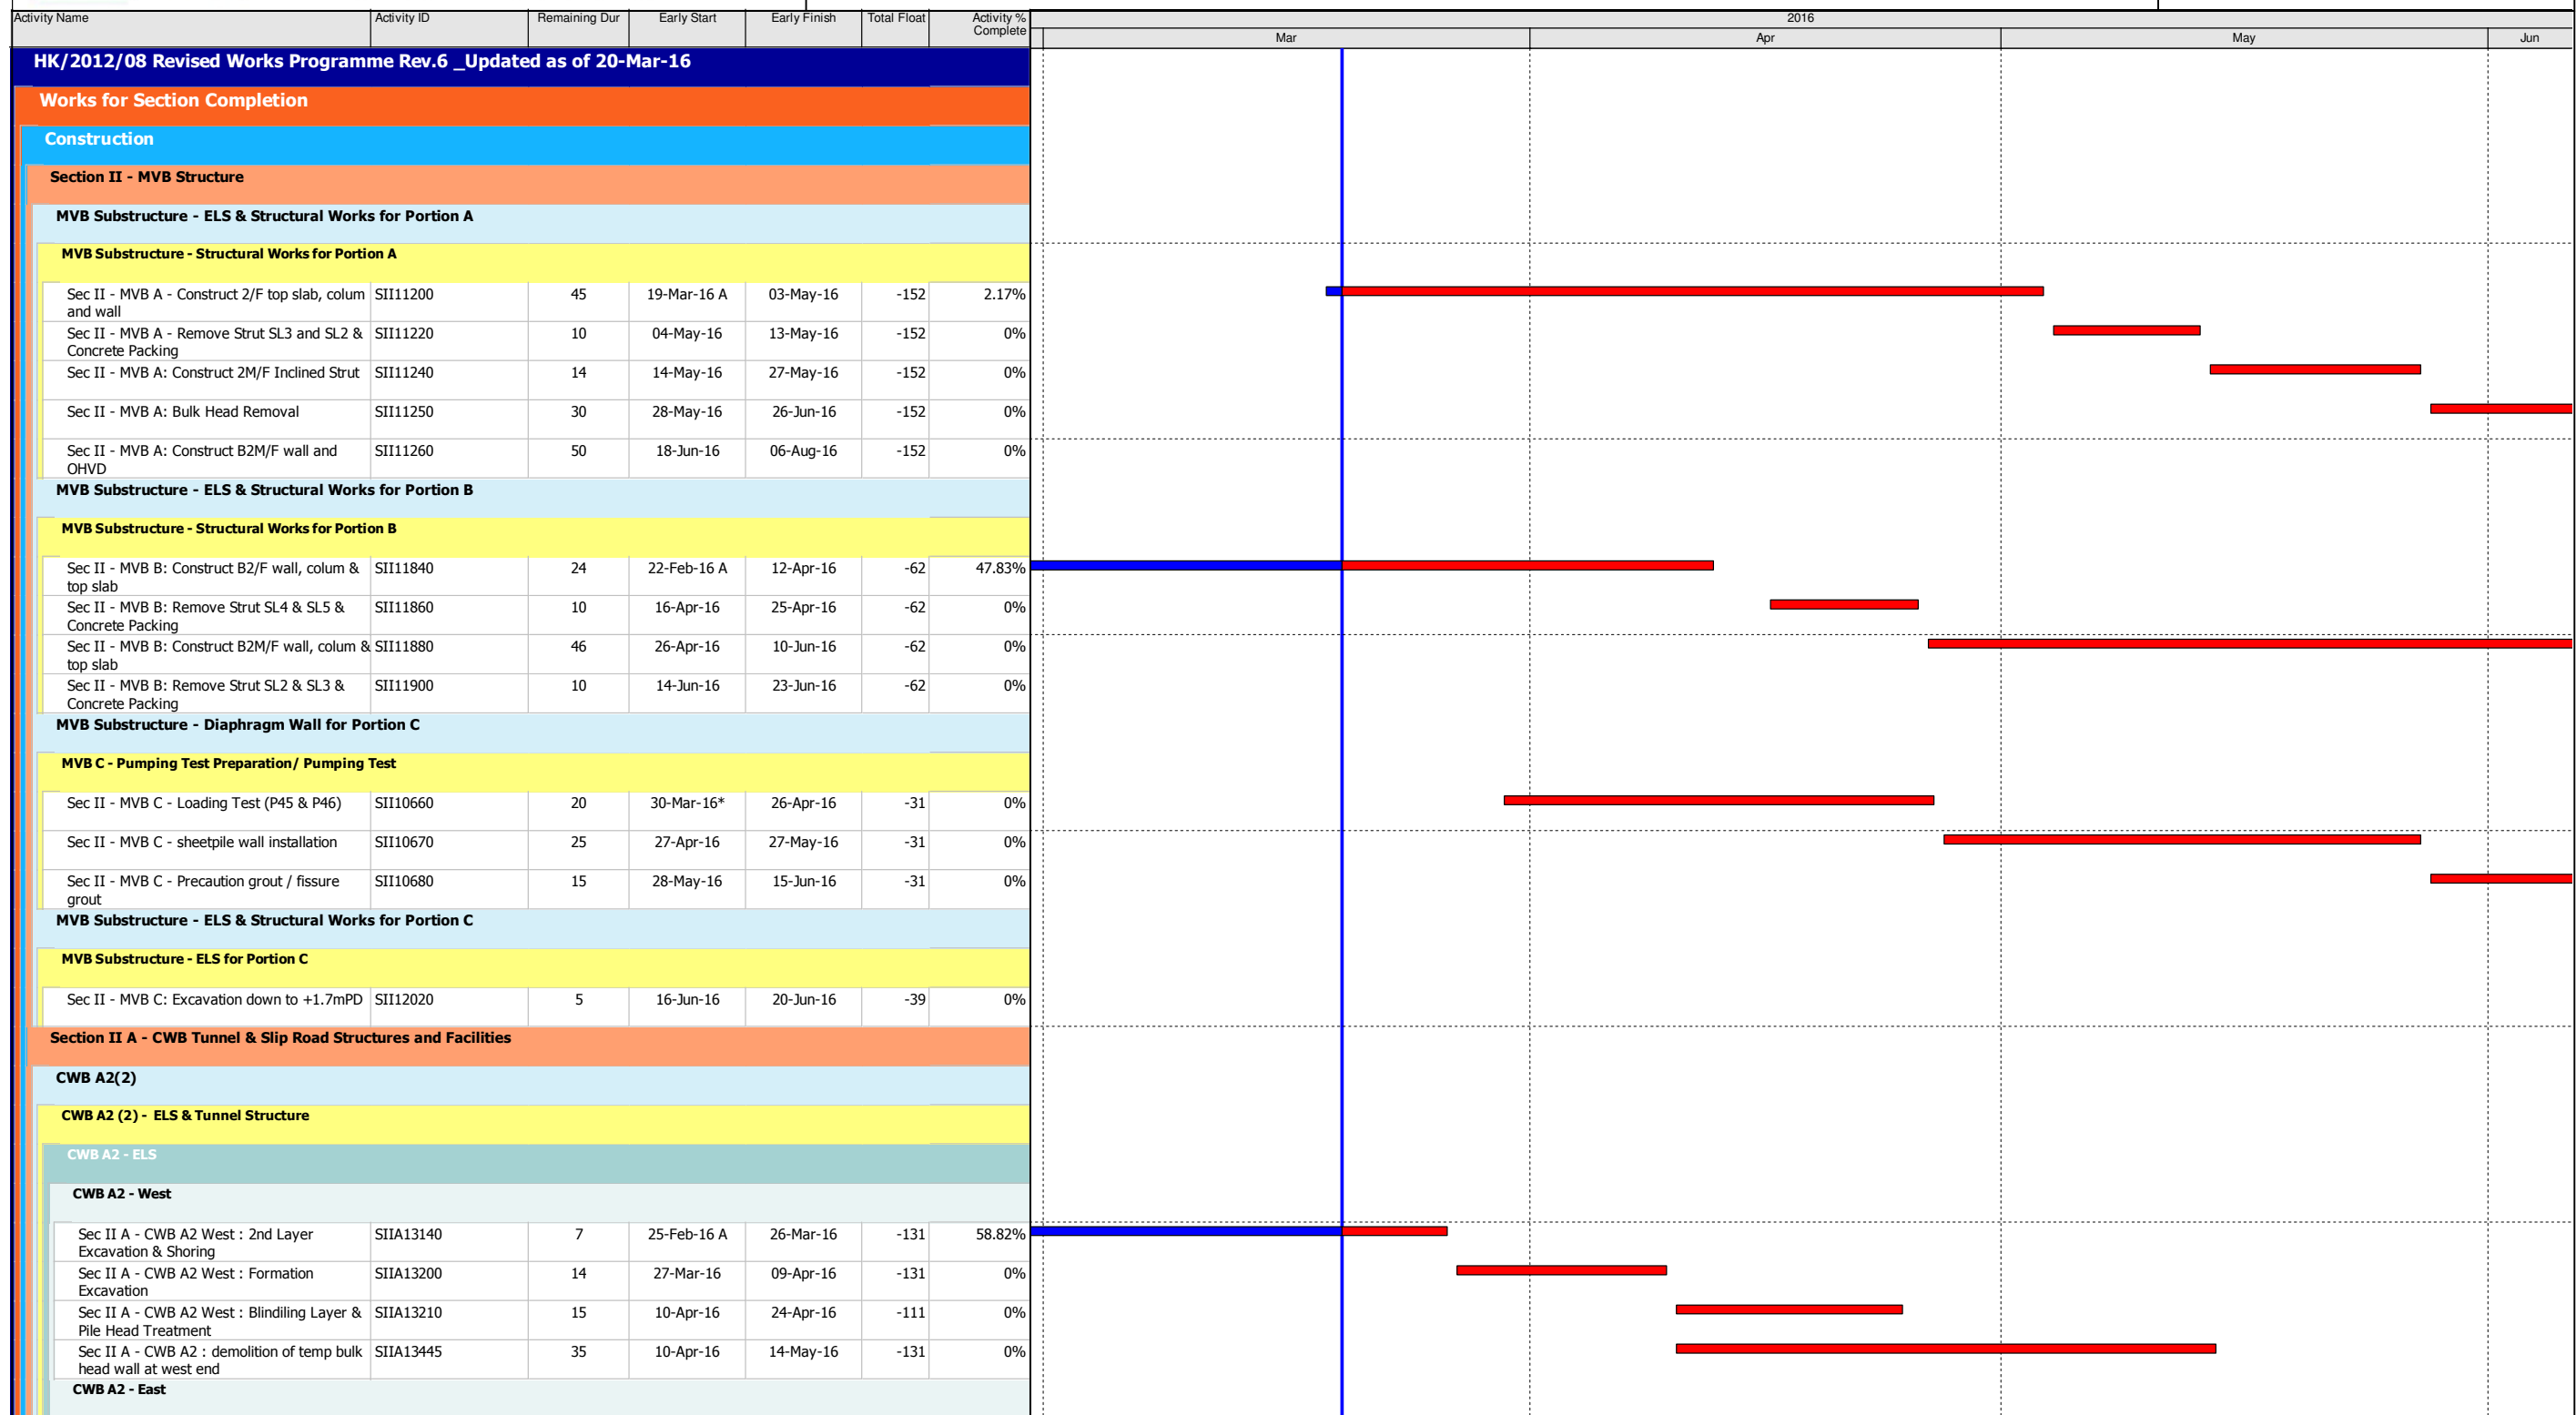 Activity Name Activity ID Remaining Dur Early Start Early Finish Total Float Activity % Complete 2016
Mar Apr May Jun
HK/2012/08 Revised Works Programme Rev.6 _Updated as of 20-Mar-16
Works for Section Completion
Construction
Section II - MVB Structure
MVB Substructure - ELS & Structural Works for Portion A
MVB Substructure - Structural Works for Portion A
Sec II - MVB A - Construct 2/F top slab, colum SII11200 45 19-Mar-16 A 03-May-16 -152 2.17%
and wall
Sec II - MVB A - Remove Strut SL3 and SL2 & SII11220 10 04-May-16 13-May-16 -152 0%
Concrete Packing
Sec II - MVB A: Construct 2M/F Inclined Strut SII11240 14 14-May-16 27-May-16 -152 0%
Sec II - MVB A: Bulk Head Removal SII11250 30 28-May-16 26-Jun-16 -152 0%
Sec II - MVB A: Construct B2M/F wall and SII11260 50 18-Jun-16 06-Aug-16 -152 0%
OHVD
MVB Substructure - ELS & Structural Works for Portion B
MVB Substructure - Structural Works for Portion B
Sec II - MVB B: Construct B2/F wall, colum & SII11840 24 22-Feb-16 A 12-Apr-16 -62 47.83%
top slab
Sec II - MVB B: Remove Strut SL4 & SL5 & SII11860 10 16-Apr-16 25-Apr-16 -62 0%
Concrete Packing
Sec II - MVB B: Construct B2M/F wall, colum & SII11880 46 26-Apr-16 10-Jun-16 -62 0%
top slab
Sec II - MVB B: Remove Strut SL2 & SL3 & SII11900 10 14-Jun-16 23-Jun-16 -62 0%
Concrete Packing
MVB Substructure - Diaphragm Wall for Portion C
MVB C - Pumping Test Preparation/ Pumping Test
Sec II - MVB C - Loading Test (P45 & P46) SII10660 20 30-Mar-16* 26-Apr-16 -31 0%
Sec II - MVB C - sheetpile wall installation SII10670 25 27-Apr-16 27-May-16 -31 0%
Sec II - MVB C - Precaution grout / fissure SII10680 15 28-May-16 15-Jun-16 -31 0%
grout
MVB Substructure - ELS & Structural Works for Portion C
MVB Substructure - ELS for Portion C
Sec II - MVB C: Excavation down to +1.7mPD SII12020 5 16-Jun-16 20-Jun-16 -39 0%
Section II A - CWB Tunnel & Slip Road Structures and Facilities
CWB A2(2)
CWB A2 (2) - ELS & Tunnel Structure
CWB A2 - ELS
CWB A2 - West
Sec II A - CWB A2 West : 2nd Layer SIIA13140 7 25-Feb-16 A 26-Mar-16 -131 58.82%
Excavation & Shoring
Sec II A - CWB A2 West : Formation SIIA13200 14 27-Mar-16 09-Apr-16 -131 0%
Excavation
Sec II A - CWB A2 West : Blindiling Layer & SIIA13210 15 10-Apr-16 24-Apr-16 -111 0%
Pile Head Treatment
Sec II A - CWB A2 : demolition of temp bulk SIIA13445 35 10-Apr-16 14-May-16 -131 0%
head wall at west end
CWB A2 - East